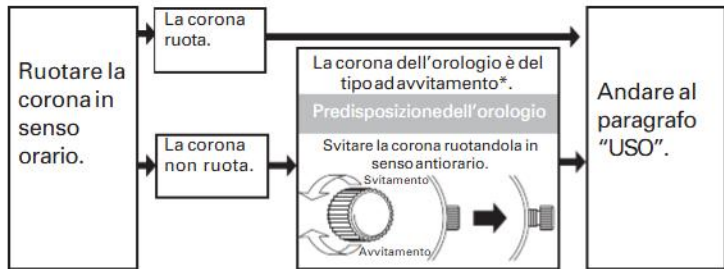 Ruotare la
corona in
senso
orario.
La corona
ruota.
La corona
non ruota.
La corona dell'orologio è del
tipo ad avvitamento*.
Predisposizione dell'orologio
Svitare la corona ruotandola in
senso antiorario.
Svitamento
Avvitamento
Andare al
paragrafo
"USO".